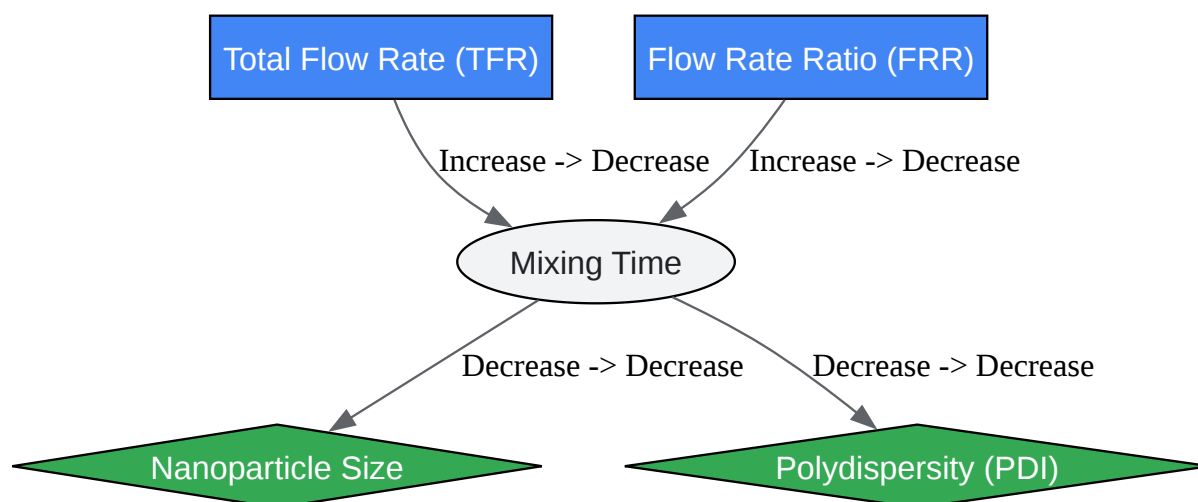 Total Flow Rate (TFR)
Flow Rate Ratio (FRR)
Increase -> Decrease
Increase -> Decrease
Mixing Time
Decrease -> Decrease
Decrease -> Decrease
Nanoparticle Size
Polydispersity (PDI)